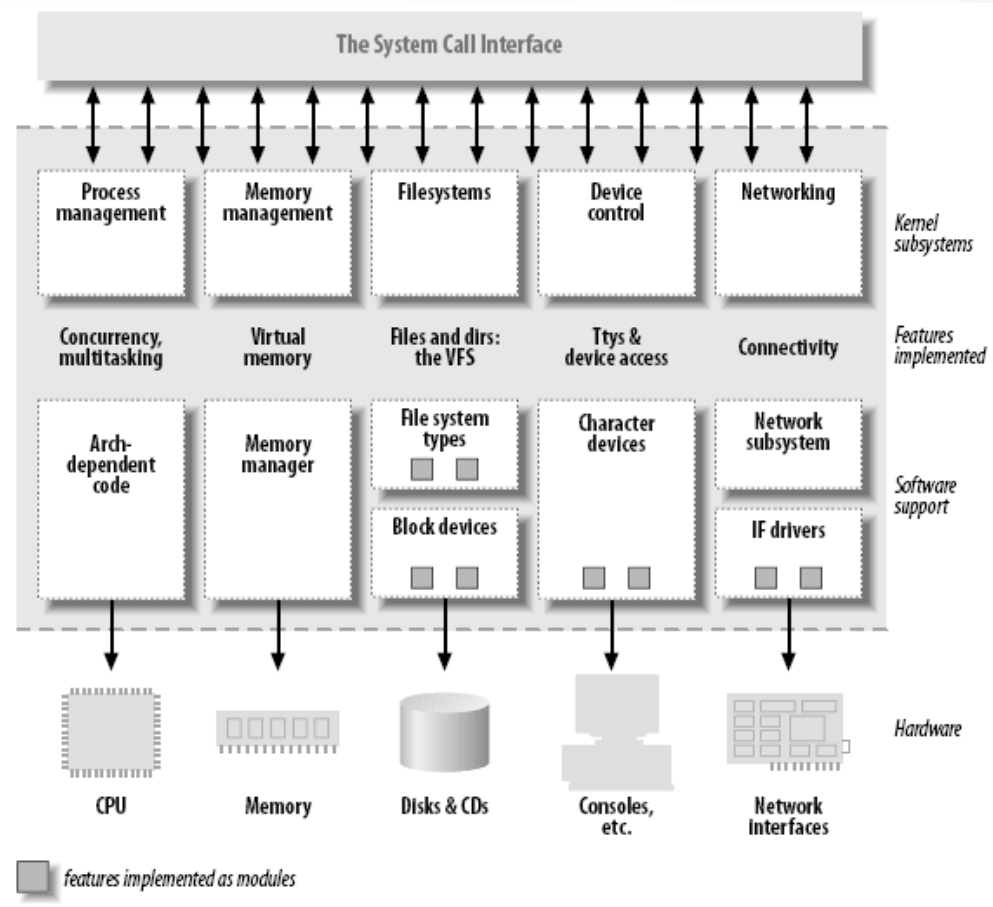 The System Call Interface
Process
management
Memory
management
Filesystems
Device
control
Networking
Kernel
subsystems
Concurrency,
multitasking
Virtual
memory
Files and dirs:
the VFS
Ttys &
device access
Connectivity
Features
implemented
Arch-
dependent
code
Memory
manager
File system
types
Block devices
Character
devices
Network
subsystem
IF drivers
Software
support
Hardware
CPU
Memory
Disks & CDs
Consoles,
etc.
Network
interfaces
features implemented as modules